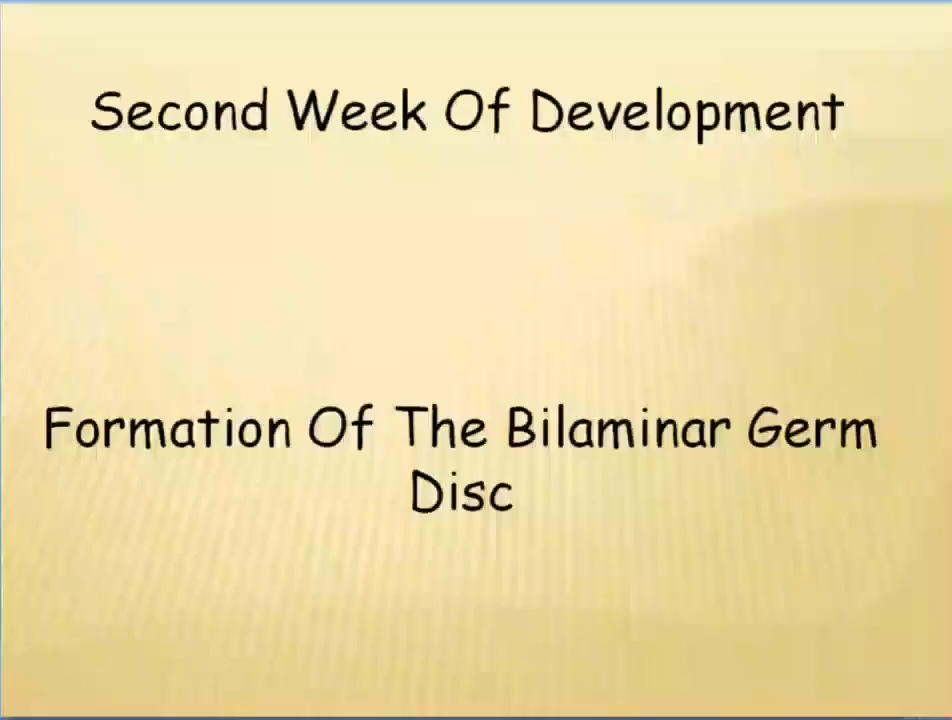 Second Week Of Development
Formation Of The Bilaminar Germ
Disc